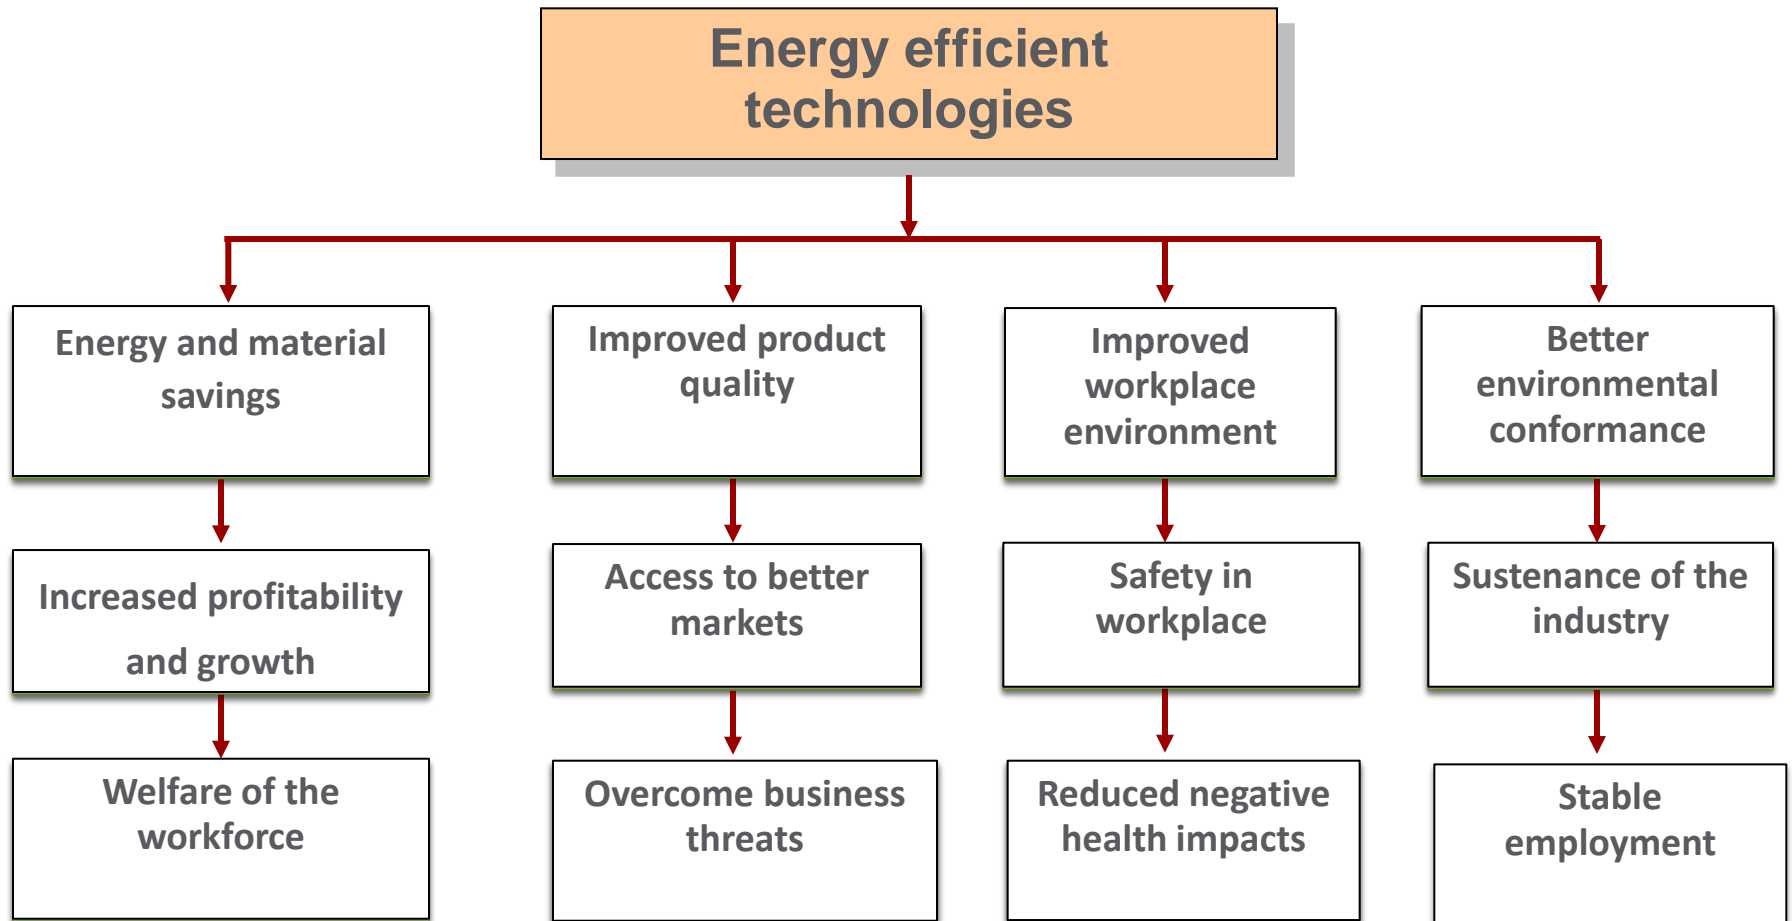 Energy efficient
technologies
Energy and material
savings
Improved product
quality
Improved
workplace
environment
Better
environmental
conformance
Increased profitability
and growth
Access to better
markets
Safety in
workplace
Sustenance of the
industry
Welfare of the
workforce
Overcome business
threats
Reduced negative
health impacts
Stable
employment